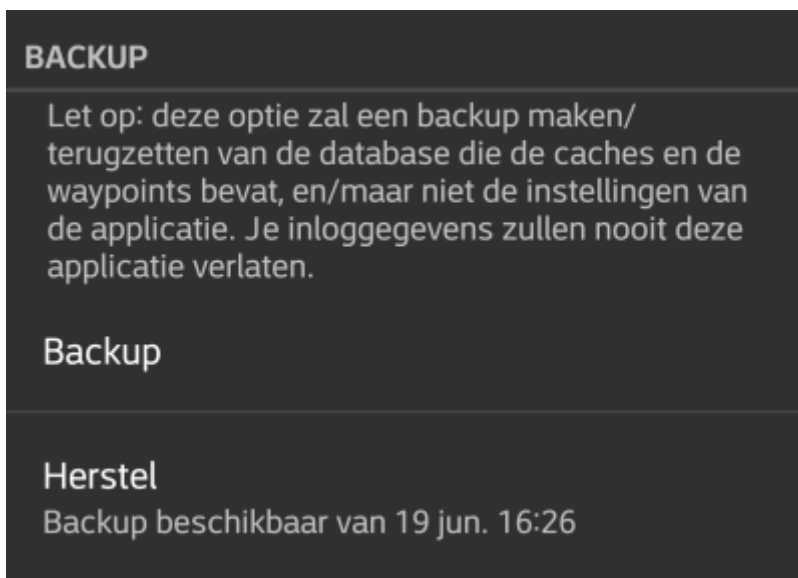 BACKUP
Let op: deze optie zal een backup maken/
terugzetten van de database die de caches en de
waypoints bevat, en/maar niet de instellingen van
de applicatie. Je inloggegevens zullen nooit deze
applicatie verlaten.
Backup
Herstel
Backup beschikbaar van 19 jun. 16:26